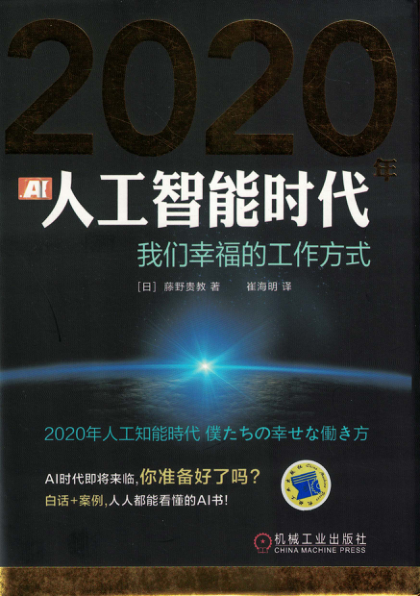 2020年
AI 人工智能时代
我们幸福的工作方式
[日] 藤野贵教 著 崔海明 译
2020年人工知能時代 僕たちの幸せな働き方
AI时代即将来临,你准备好了吗?
白话+案例,人人都能看懂的AI书!
机械工业出版社
CHINA MACHINE PRESS